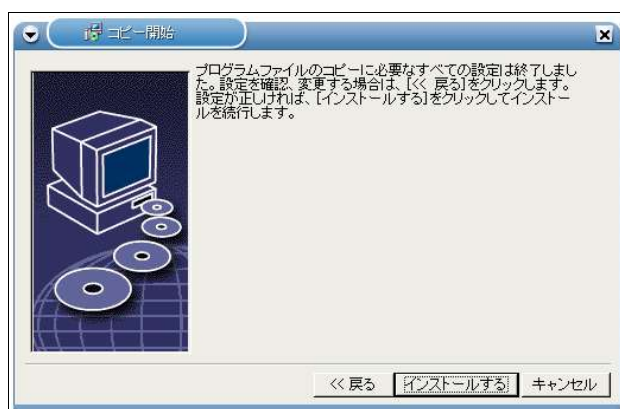 コピー開始
プログラムファイルのコピーに必要なすべての設定は終了しまし
た。設定を確認、変更する場合は、[<< 戻る]をクリックします。
設定が正しければ、[インストールする]をクリックしてインストー
ルを続行します。
<< 戻る インストールする キャンセル